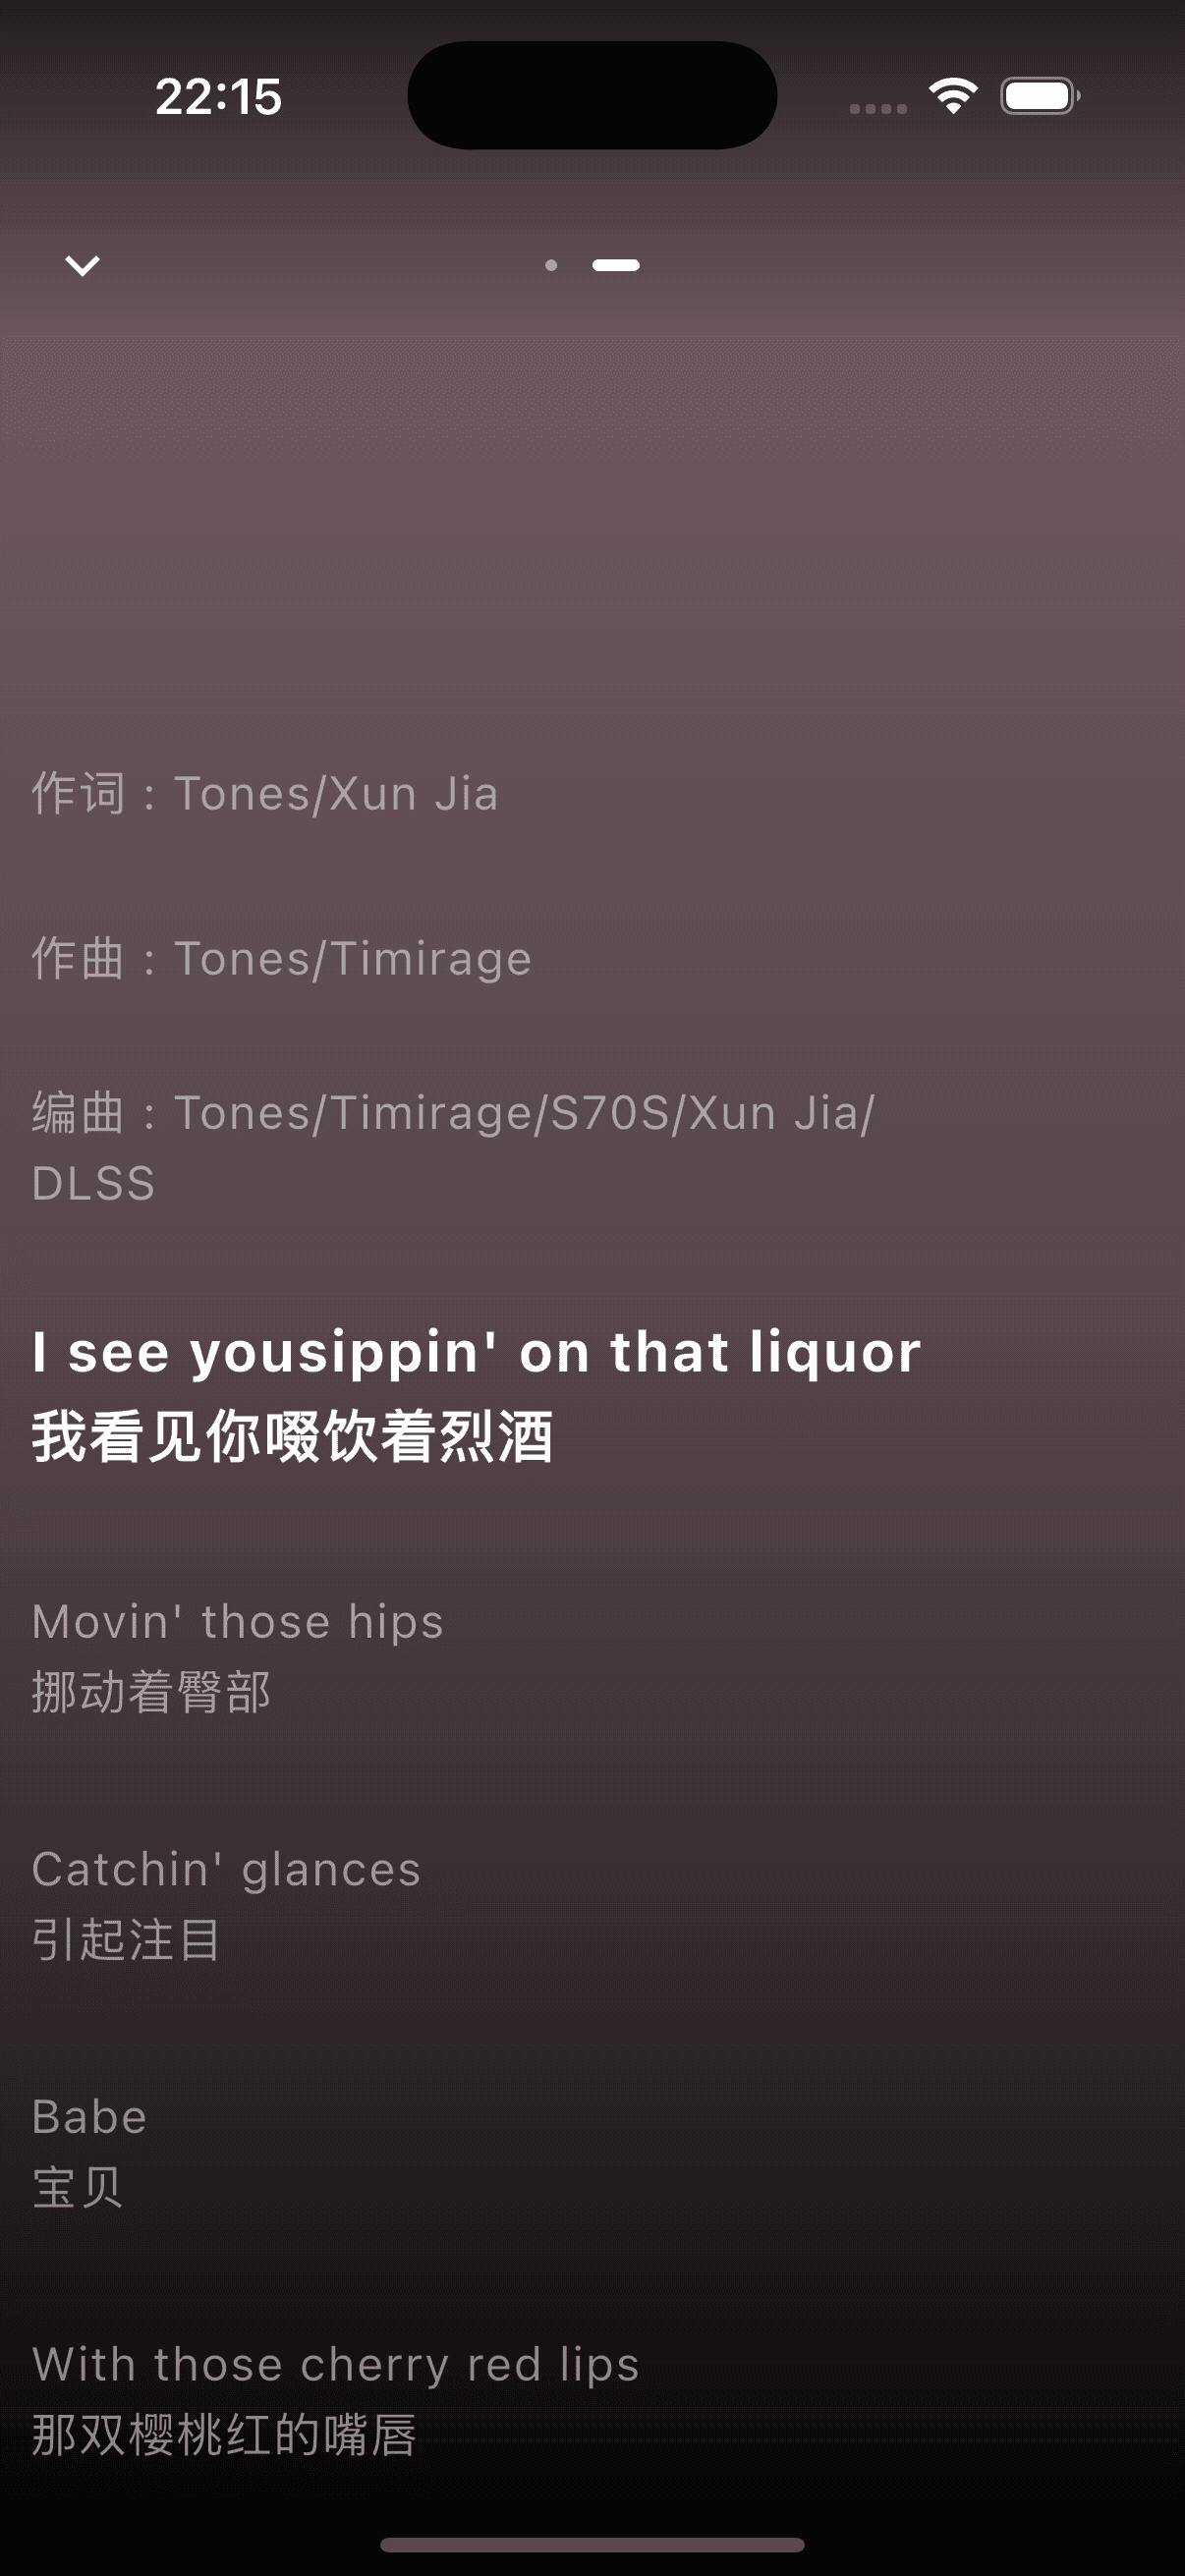 22:15
作词 : Tones/Xun Jia
作曲 : Tones/Timirage
编曲 : Tones/Timirage/S70S/Xun Jia/
DLSS
I see yousippin' on that liquor
我看见你啜饮着烈酒
Movin' those hips
挪动着臀部
Catchin' glances
引起注目
Babe
宝贝
With those cherry red lips
那双樱桃红的嘴唇